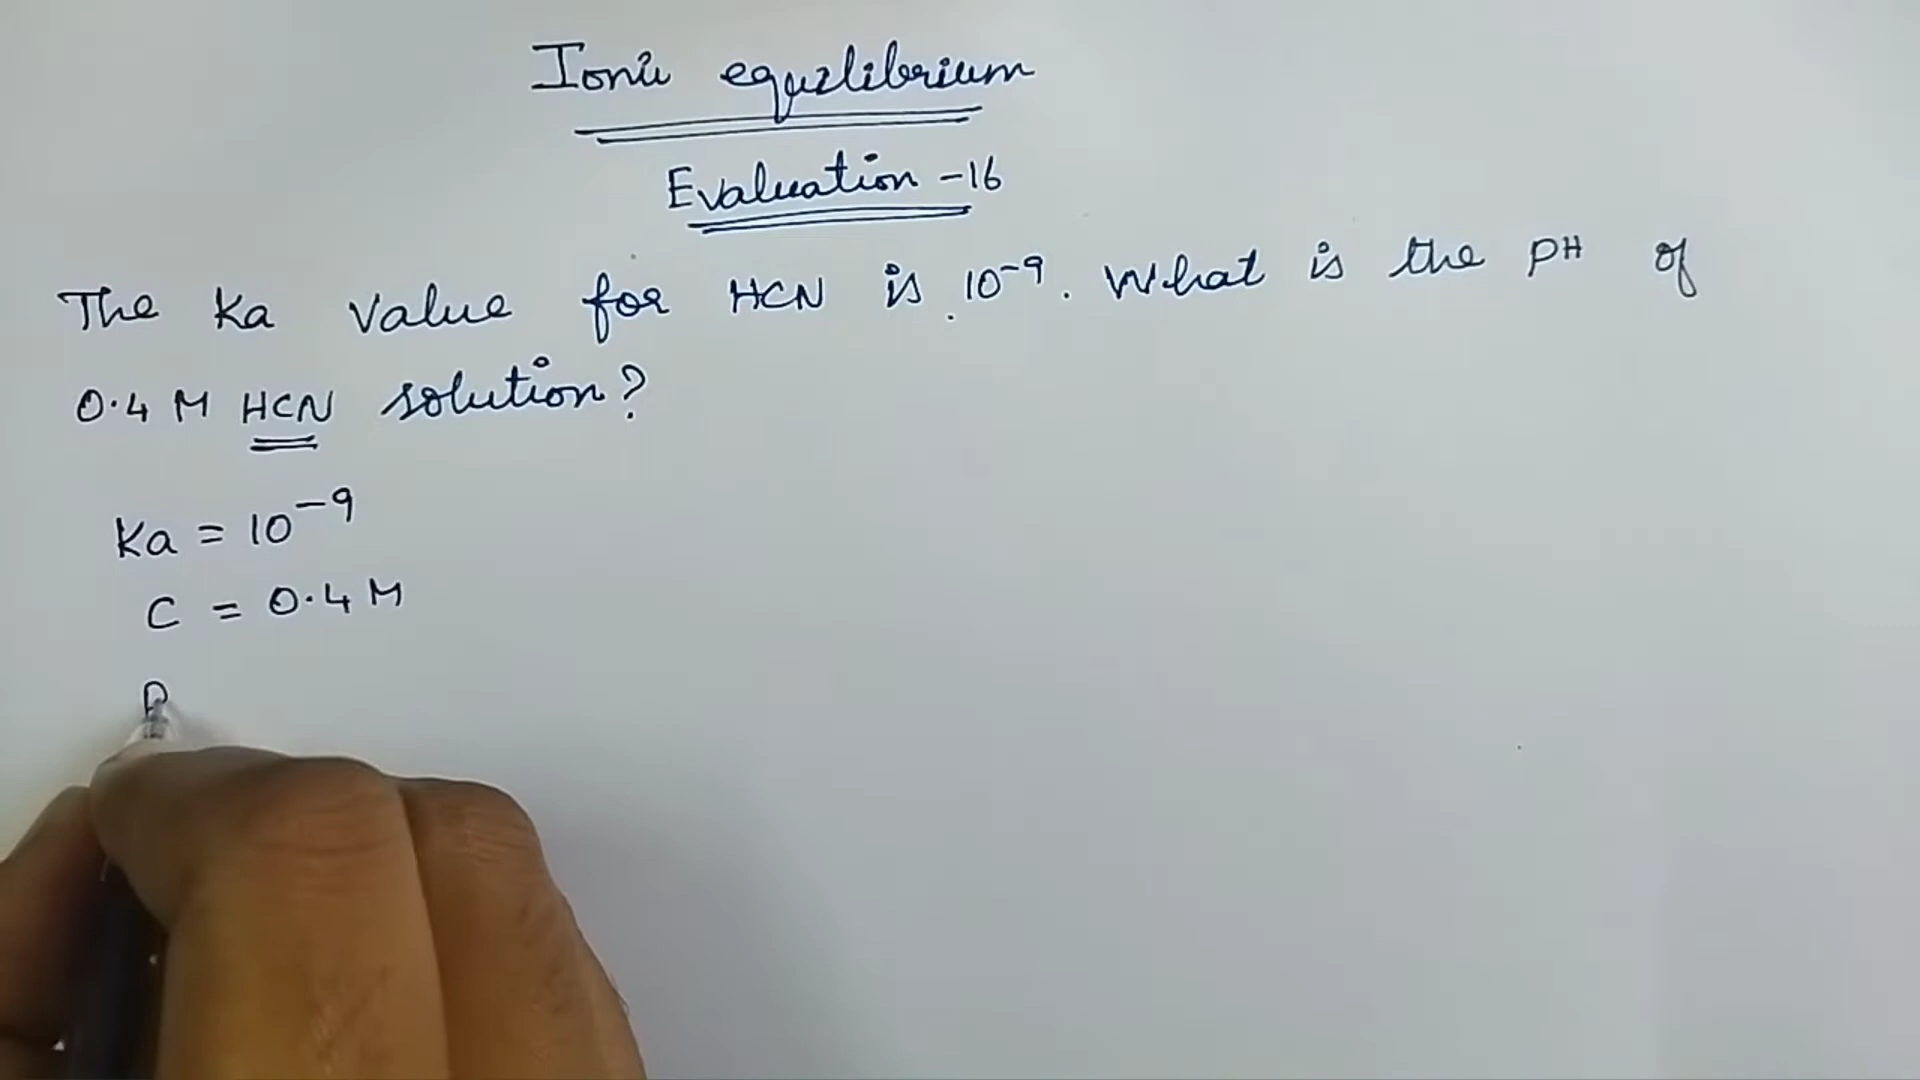 Ionic equilibrium
Evaluation -16
The Ka value for HCN is 10⁻⁹. What is the pH of
0.4 M HCN solution?
Ka = 10⁻⁹
C = 0.4 M
P